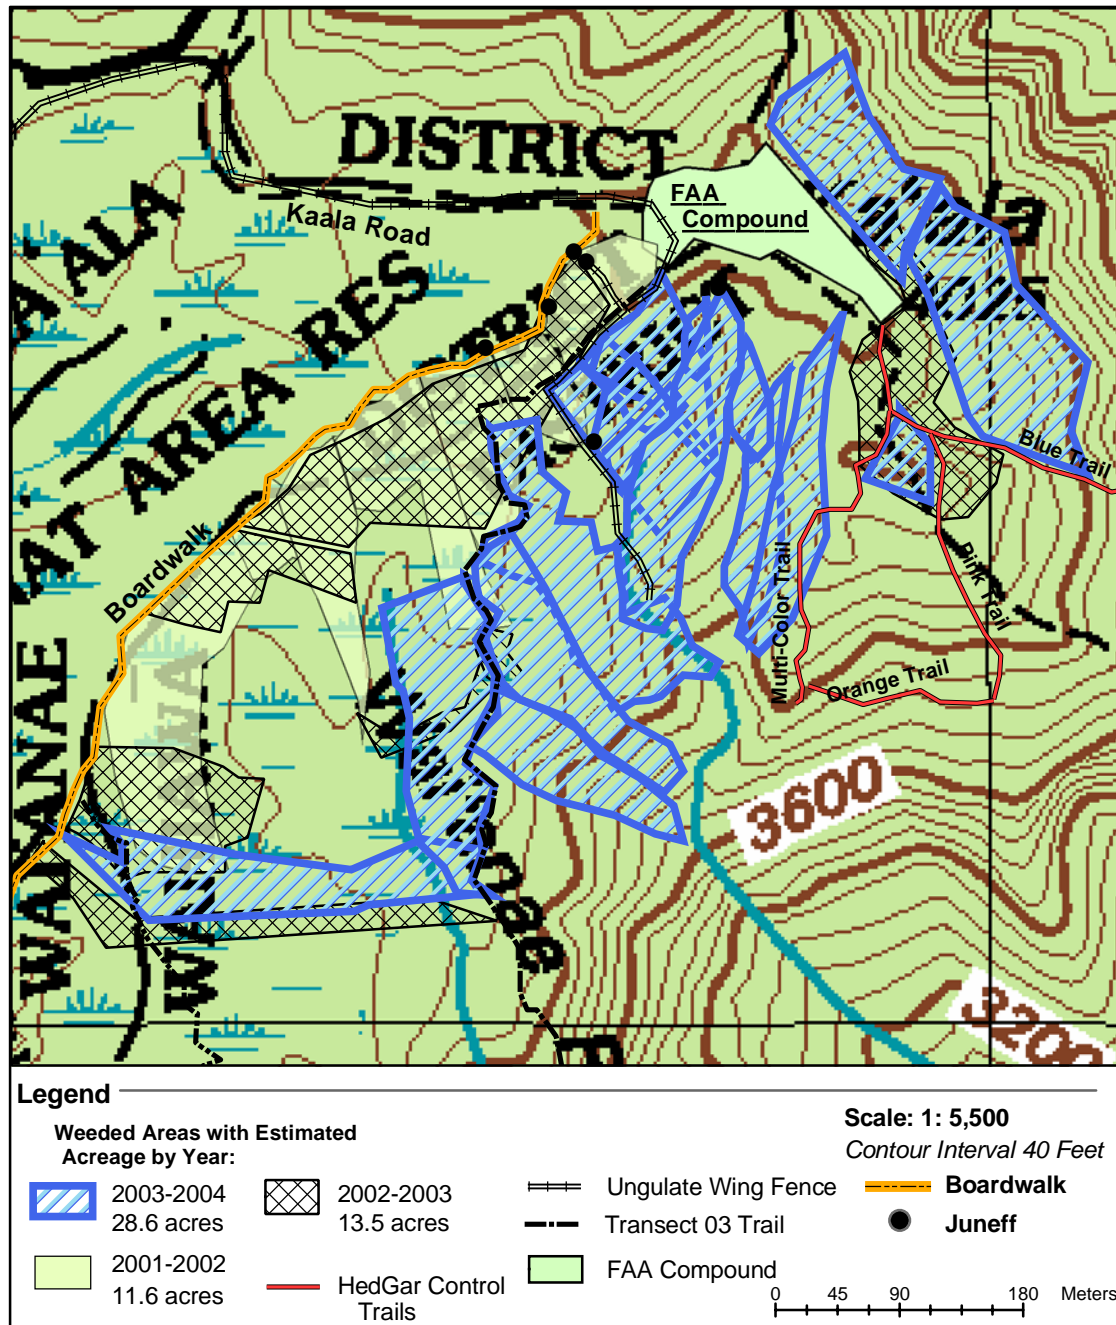 DISTRICT
Kaala Road
FAA
Compound
KAALA
NAT AREA RES
Boardwalk
WAIANAE
Blue Trail
Pink Trail
Multi-Color Trail
Orange Trail
3600
3200
Legend
Weeded Areas with Estimated
Acreage by Year:
2003-2004
28.6 acres
2002-2003
13.5 acres
2001-2002
11.6 acres
HedGar Control
Trails
Ungulate Wing Fence
Transect 03 Trail
FAA Compound
Scale: 1: 5,500
Contour Interval 40 Feet
Boardwalk
Juneff
0 45 90 180 Meters